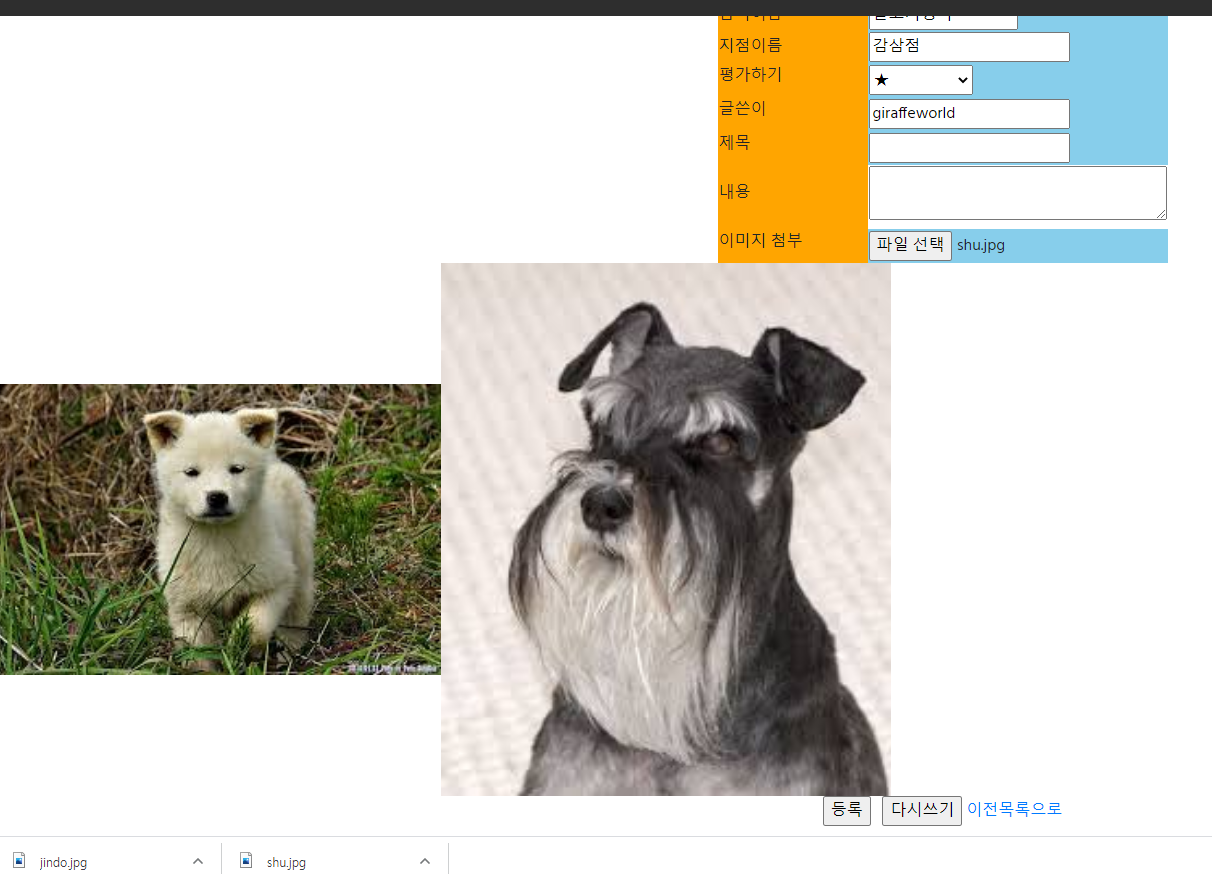 지점이름 감삼점
평가하기 ★
글쓴이 giraffeworld
제목
내용
이미지 첨부 파일 선택 shu.jpg
등록 다시쓰기 이전목록으로
jindo.jpg shu.jpg